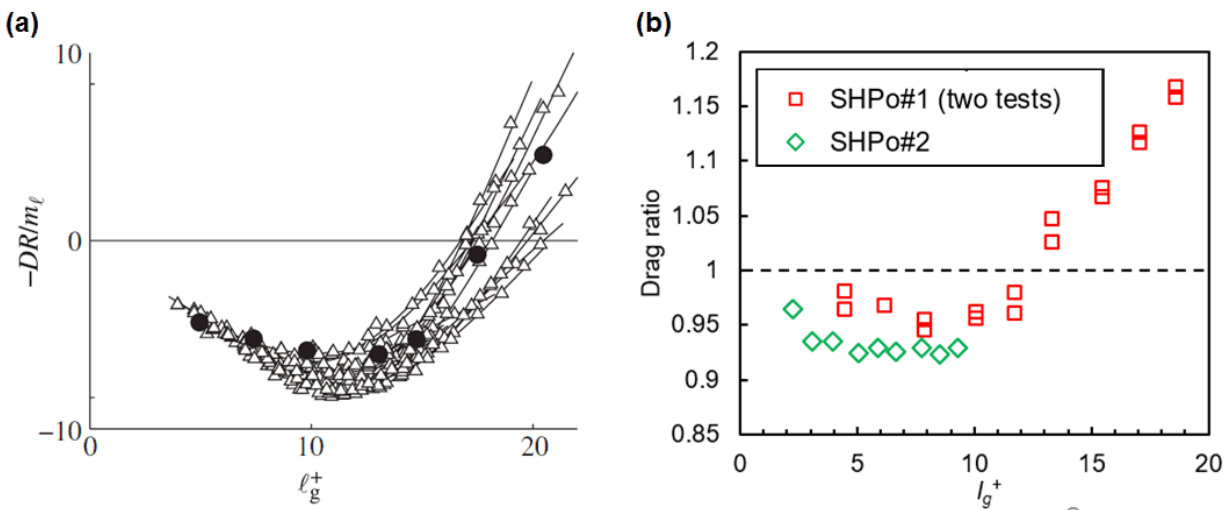 (a)
10
0
−10
−DR/mℓ
0
10
20
ℓg+
(b)
1.2
1.15
1.1
1.05
1
0.95
0.9
0.85
Drag ratio
SHPo#1 (two tests)
SHPo#2
0
5
10
15
20
lg+